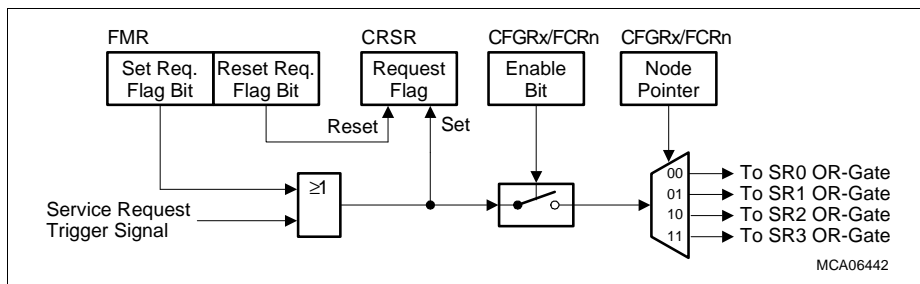 FMR
CRSR
CFGRx/FCRn
CFGRx/FCRn
Set Req.
Flag Bit
Reset Req.
Flag Bit
Request
Flag
Enable
Bit
Node
Pointer
Reset
Set
≥1
Service Request
Trigger Signal
00
01
10
11
To SR0 OR-Gate
To SR1 OR-Gate
To SR2 OR-Gate
To SR3 OR-Gate
MCA06442